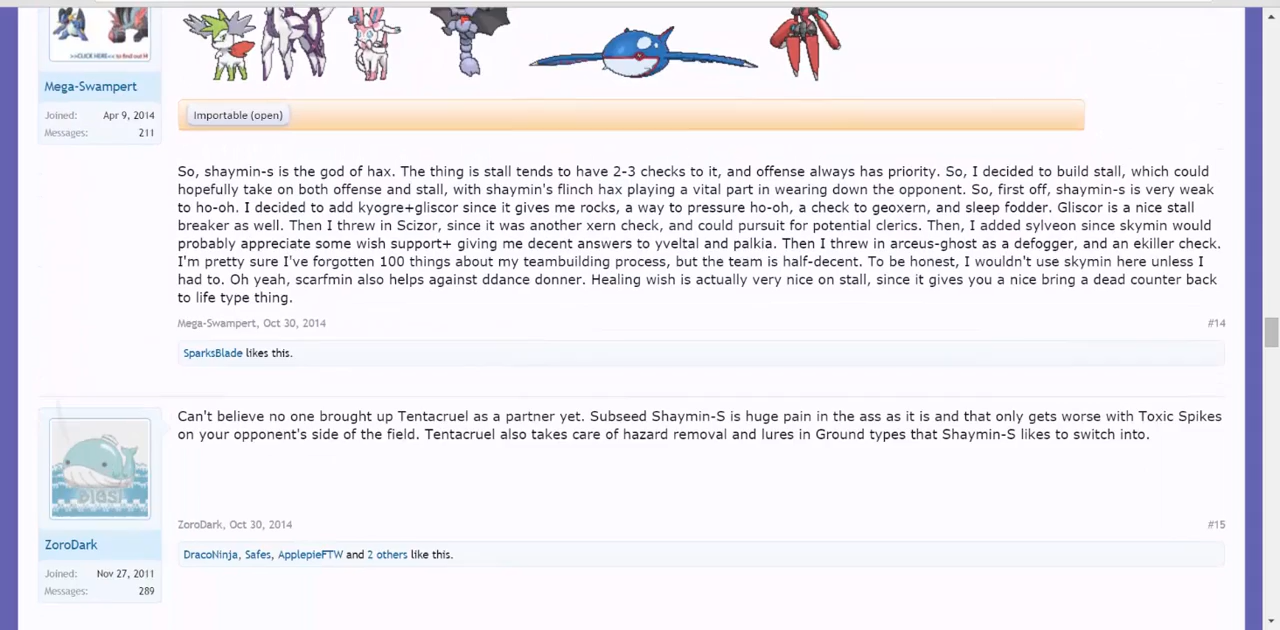 >>CLICK HERE<< to find out!
Mega-Swampert
Joined: Apr 9, 2014
Messages: 211
Importable (open)
So, shaymin-s is the god of hax. The thing is stall tends to have 2-3 checks to it, and offense always has priority. So, I decided to build stall, which could
hopefully take on both offense and stall, with shaymin's flinch hax playing a vital part in wearing down the opponent. So, first off, shaymin-s is very weak
to ho-oh. I decided to add kyogre+gliscor since it gives me rocks, a way to pressure ho-oh, a check to geoxern, and sleep fodder. Gliscor is a nice stall
breaker as well. Then I threw in Scizor, since it was another xern check, and could pursuit for potential clerics. Then, I added sylveon since skymin would
probably appreciate some wish support+ giving me decent answers to yveltal and palkia. Then I threw in arceus-ghost as a defogger, and an ekiller check.
I'm pretty sure I've forgotten 100 things about my teambuilding process, but the team is half-decent. To be honest, I wouldn't use skymin here unless I
had to. Oh yeah, scarfmin also helps against ddance donner. Healing wish is actually very nice on stall, since it gives you a nice bring a dead counter back
to life type thing.
Mega-Swampert, Oct 30, 2014 #14
SparksBlade likes this.
Can't believe no one brought up Tentacruel as a partner yet. Subseed Shaymin-S is huge pain in the ass as it is and that only gets worse with Toxic Spikes
on your opponent's side of the field. Tentacruel also takes care of hazard removal and lures in Ground types that Shaymin-S likes to switch into.
ZoroDark, Oct 30, 2014 #15
DracoNinja, Safes, ApplepieFTW and 2 others like this.
ZoroDark
Joined: Nov 27, 2011
Messages: 289